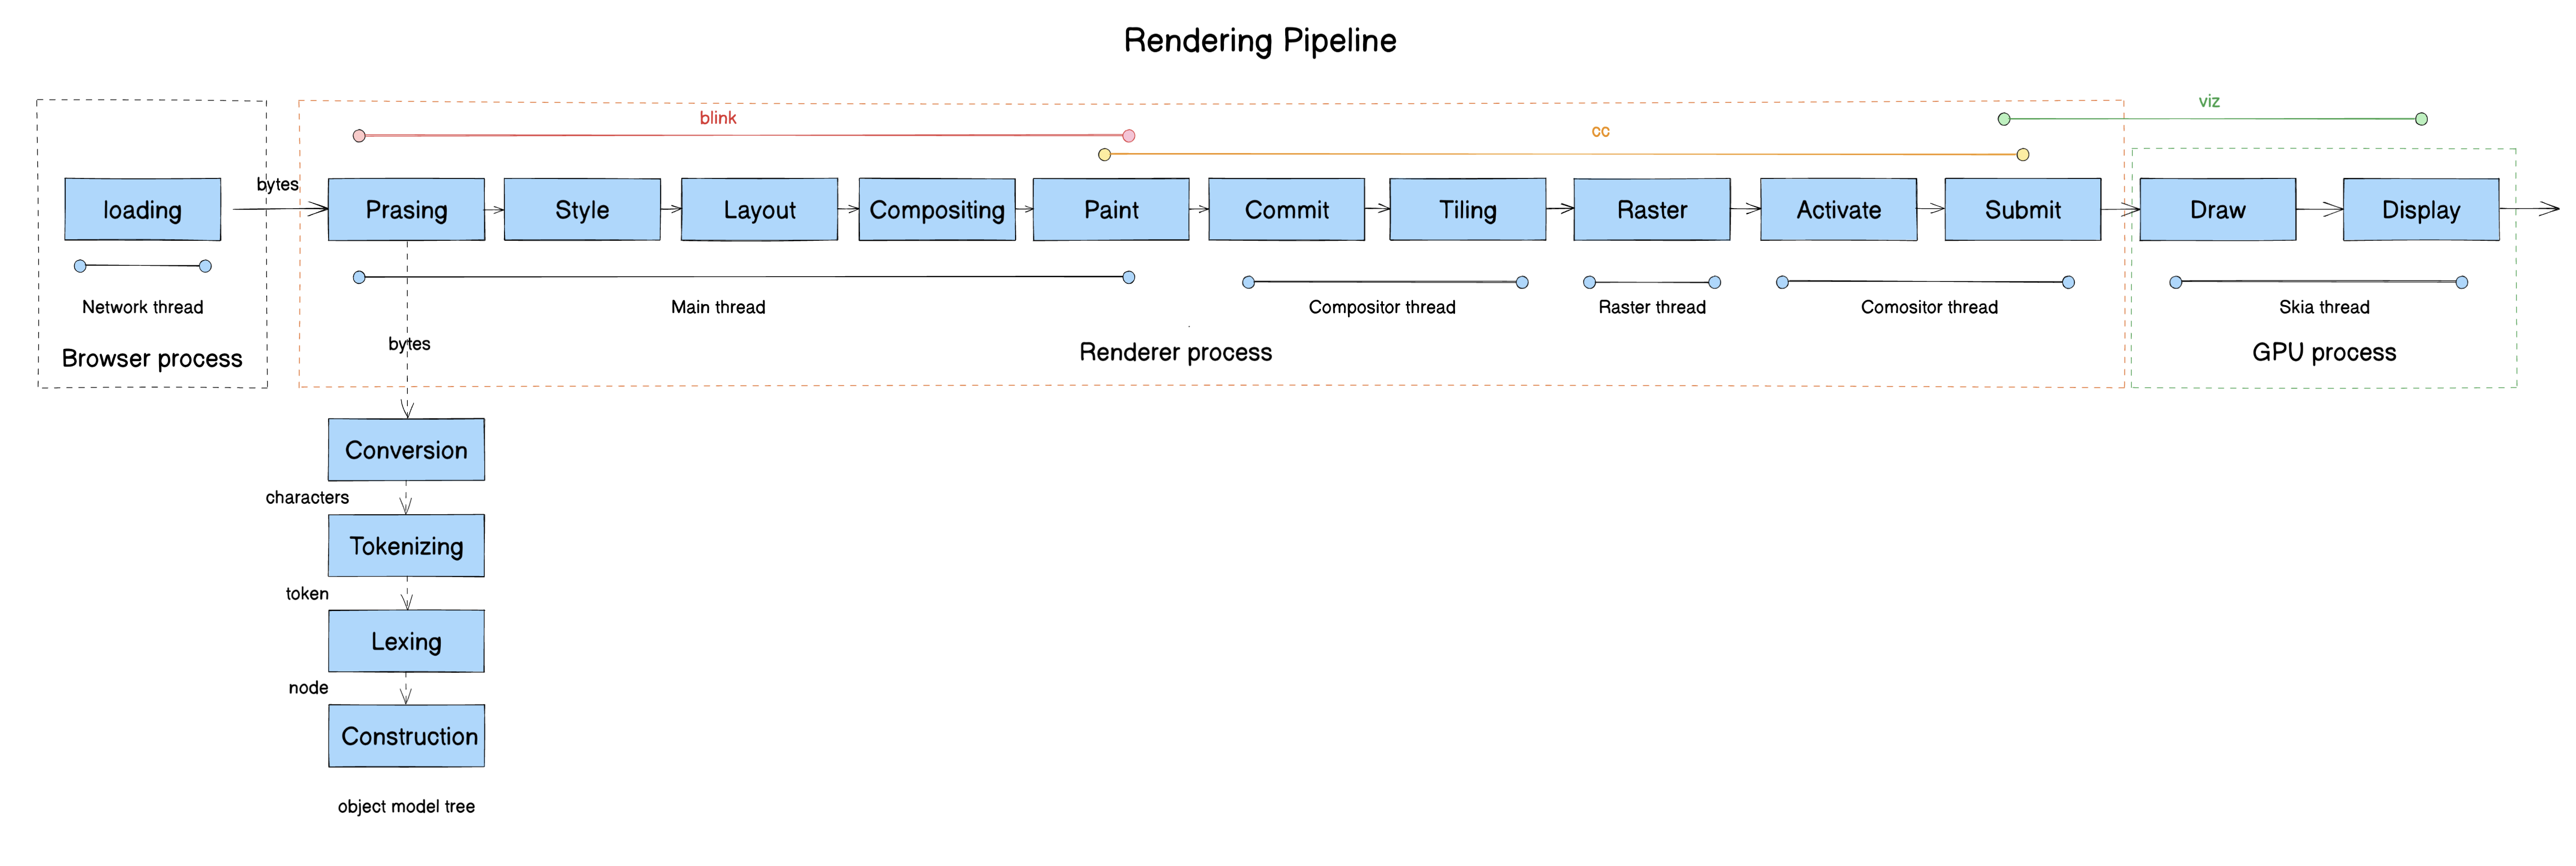 Rendering Pipeline
blink
cc
viz
loading
bytes
Prasing
Style
Layout
Compositing
Paint
Commit
Tiling
Raster
Activate
Submit
Draw
Display
Network thread
Main thread
Compositor thread
Raster thread
Comositor thread
Skia thread
Browser process
Renderer process
GPU process
bytes
Conversion
characters
Tokenizing
token
Lexing
node
Construction
object model tree